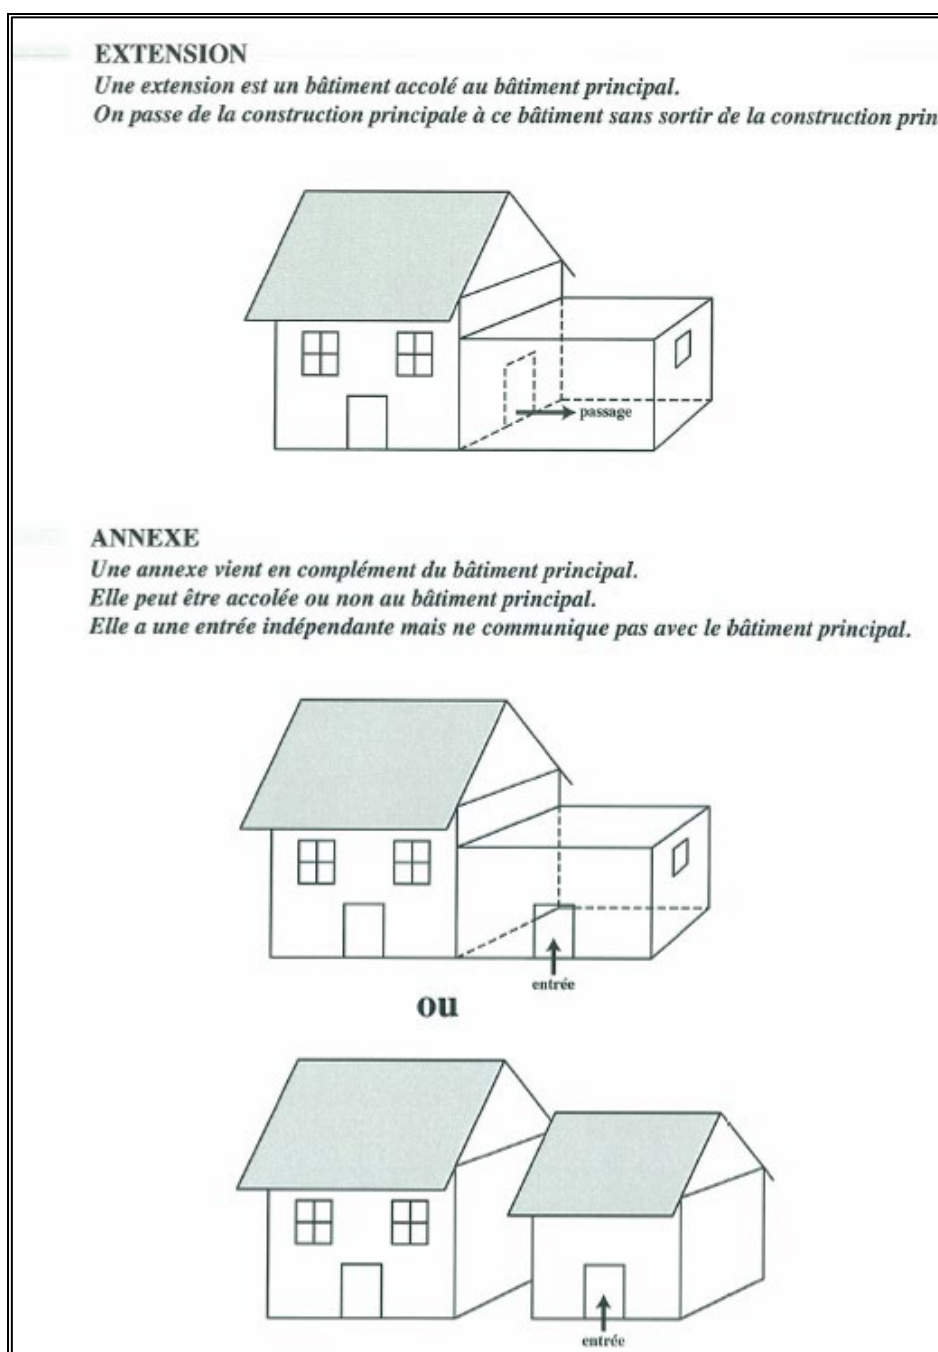 EXTENSION
Une extension est un bâtiment accolé au bâtiment principal.
On passe de la construction principale à ce bâtiment sans sortir de la construction prin
passage
ANNEXE
Une annexe vient en complément du bâtiment principal.
Elle peut être accolée ou non au bâtiment principal.
Elle a une entrée indépendante mais ne communique pas avec le bâtiment principal.
entrée
ou
entrée